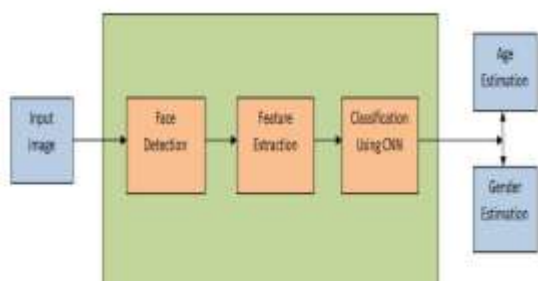 Input
image
Face
Detection
Feature
Extraction
Classification
Using CNN
Age
Estimation
Gender
Estimation